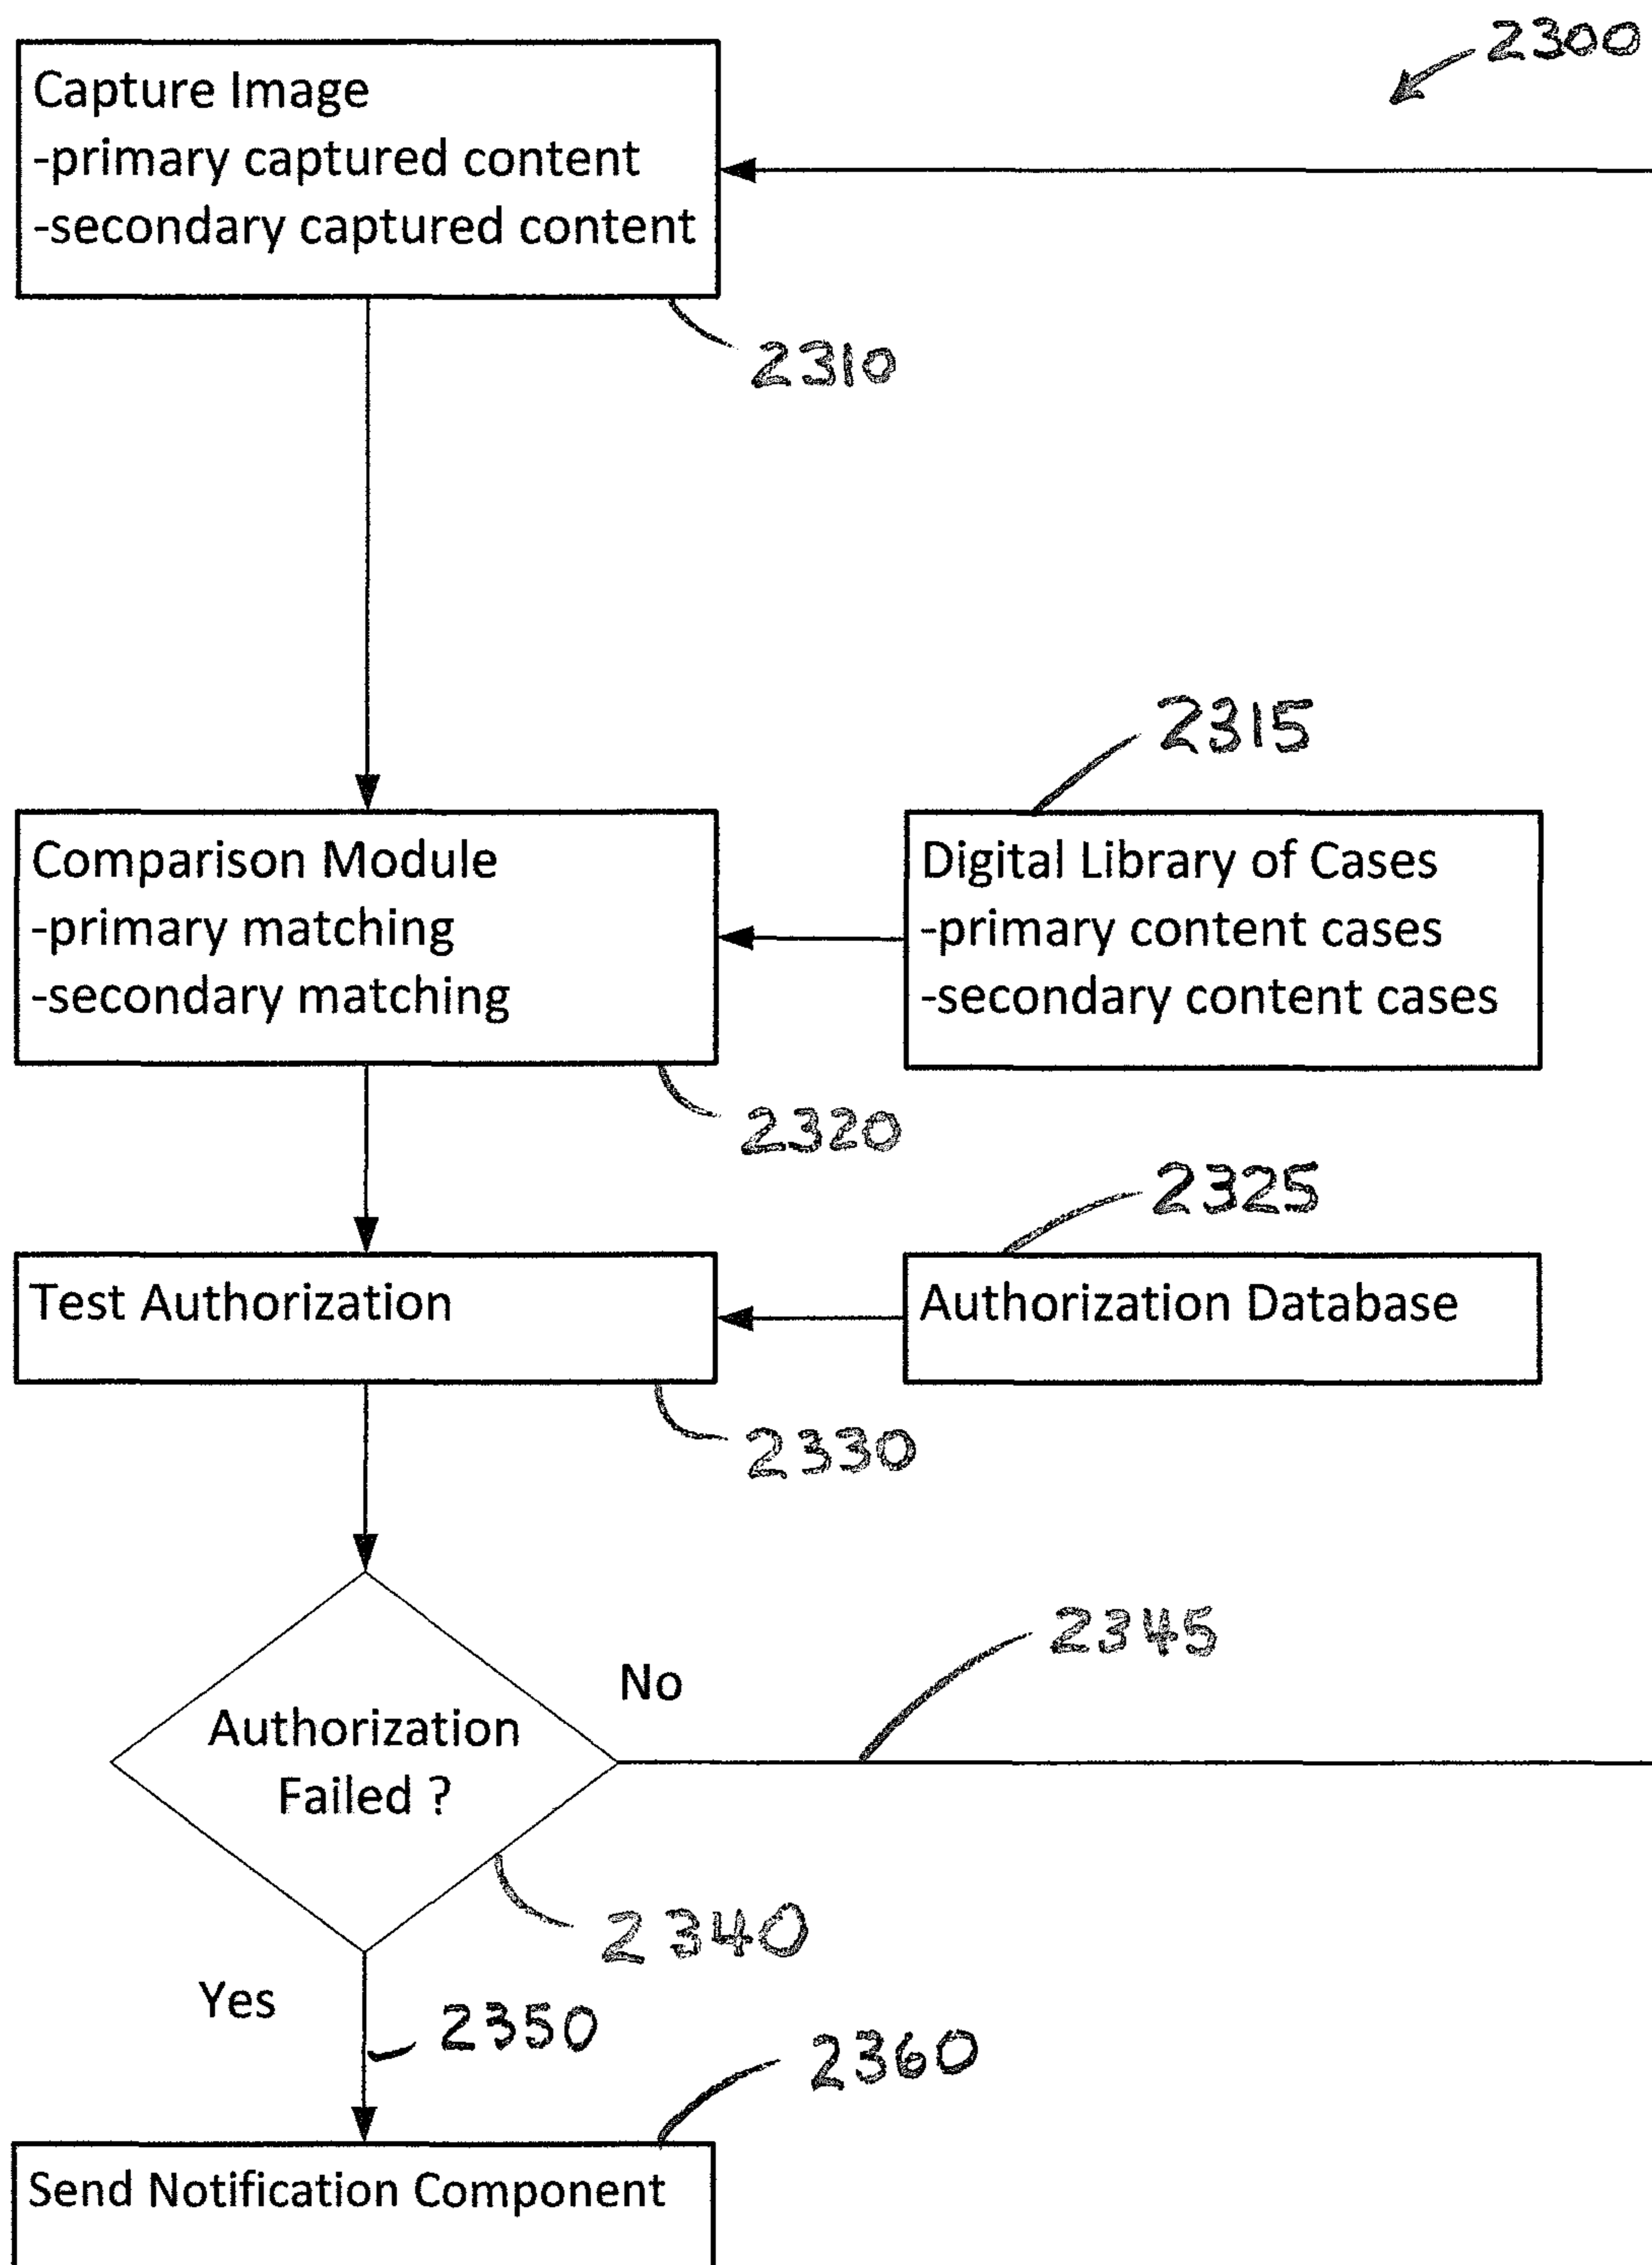 2300
Capture Image
-primary captured content
-secondary captured content
2310
2315
Comparison Module
-primary matching
-secondary matching
Digital Library of Cases
-primary content cases
-secondary content cases
2320
2325
Test Authorization
Authorization Database
2330
2345
No
Authorization
Failed ?
2340
Yes
2350
2360
Send Notification Component